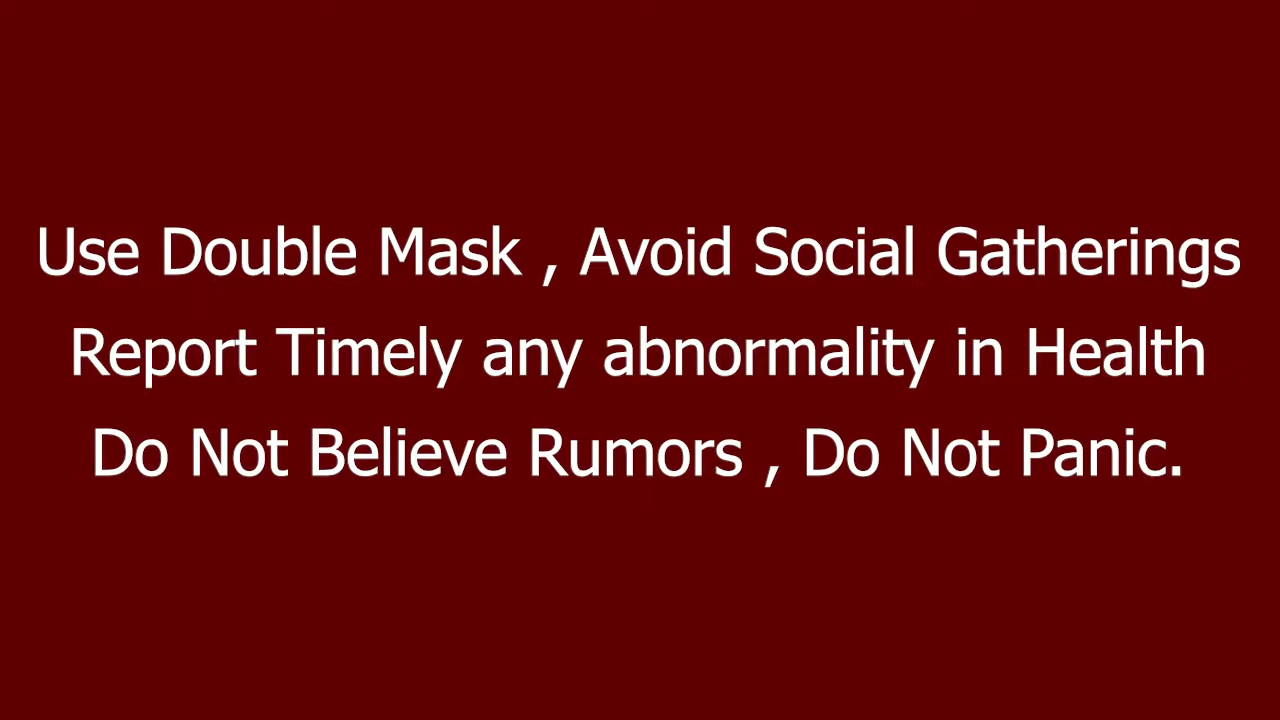 Use Double Mask , Avoid Social Gatherings
Report Timely any abnormality in Health
Do Not Believe Rumors , Do Not Panic.